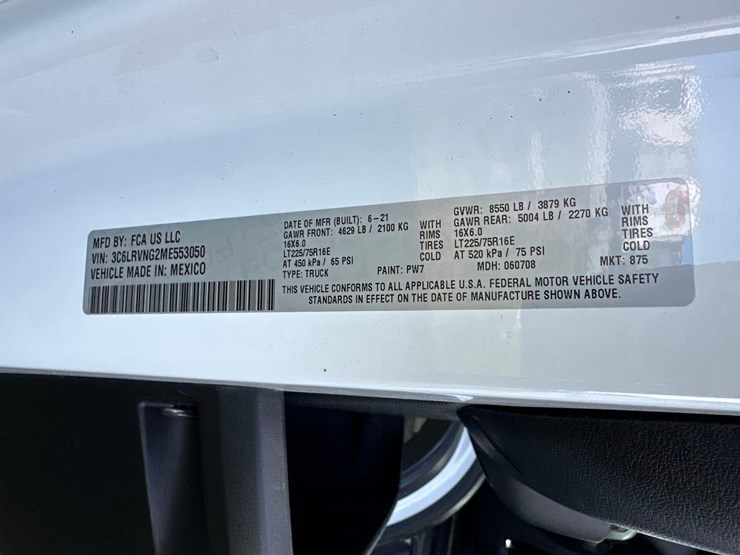 MFD BY: FCA US LLC
VIN: 3C6LRVNG2ME553050
VEHICLE MADE IN: MEXICO
DATE OF MFR (BUILT): 6-21
GAWR FRONT: 4629 LB / 2100 KG WITH
16X6.0 RIMS
LT225/75R16E TIRES
AT 450 kPa / 65 PSI COLD
TYPE: TRUCK PAINT: PW7
GVWR: 8550 LB / 3879 KG
GAWR REAR: 5004 LB / 2270 KG WITH
16X6.0 RIMS
LT225/75R16E TIRES
AT 520 kPa / 75 PSI COLD
MDH: 060708 MKT: 875
THIS VEHICLE CONFORMS TO ALL APPLICABLE U.S.A. FEDERAL MOTOR VEHICLE SAFETY
STANDARDS IN EFFECT ON THE DATE OF MANUFACTURE SHOWN ABOVE.